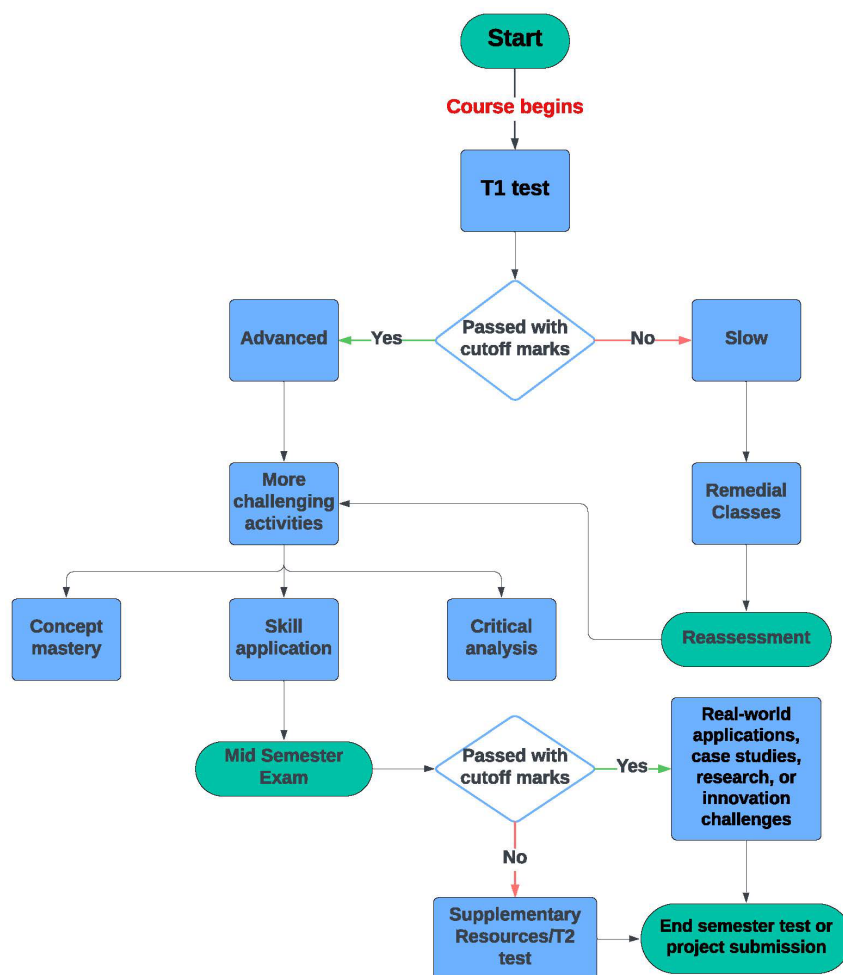 Start
Course begins
T1 test
Advanced
Yes
Passed with
cutoff marks
No
Slow
More
challenging
activities
Remedial
Classes
Concept
mastery
Skill
application
Critical
analysis
Reassessment
Mid Semester
Exam
Passed with
cutoff marks
Yes
Real-world
applications,
case studies,
research, or
innovation
challenges
No
Supplementary
Resources/T2
test
End semester test or
project submission